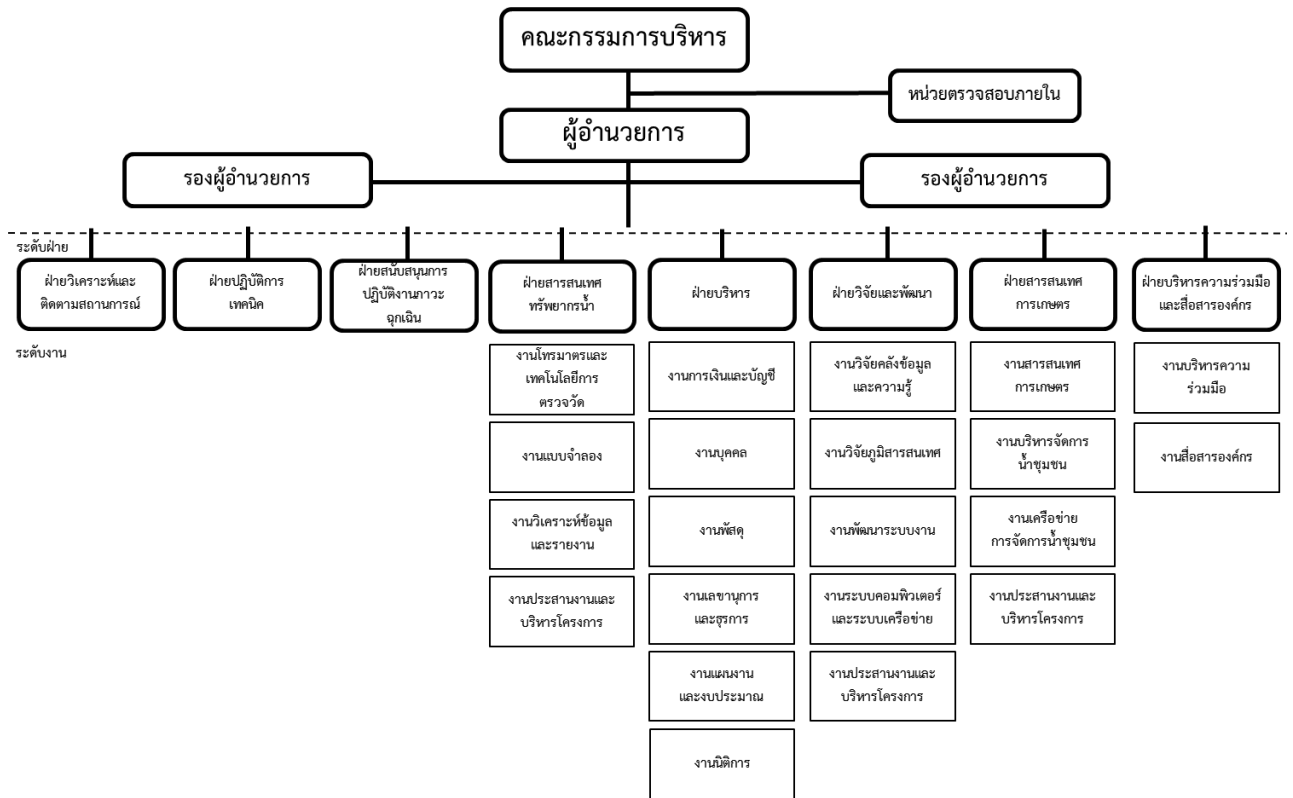 คณะกรรมการบริหาร
หน่วยตรวจสอบภายใน
ผู้อำนวยการ
รองผู้อำนวยการ
รองผู้อำนวยการ
ระดับฝ่าย
ฝ่ายวิเคราะห์และ
ติดตามสถานการณ์
ฝ่ายปฏิบัติการ
เทคนิค
ฝ่ายสนับสนุนการ
ปฏิบัติงานภาวะ
ฉุกเฉิน
ฝ่ายสารสนเทศ
ทรัพยากรน้ำ
ฝ่ายบริหาร
ฝ่ายวิจัยและพัฒนา
ฝ่ายสารสนเทศ
การเกษตร
ฝ่ายบริหารความร่วมมือ
และสื่อสารองค์กร
ระดับงาน
งานโทรมาตรและ
เทคโนโลยีการ
ตรวจวัด
งานแบบจำลอง
งานวิเคราะห์ข้อมูล
และรายงาน
งานประสานงานและ
บริหารโครงการ
งานการเงินและบัญชี
งานบุคคล
งานพัสดุ
งานเลขานุการ
และธุรการ
งานแผนงาน
และงบประมาณ
งานนิติการ
งานวิจัยคลังข้อมูล
และความรู้
งานวิจัยภูมิสารสนเทศ
งานพัฒนาระบบงาน
งานระบบคอมพิวเตอร์
และระบบเครือข่าย
งานประสานงานและ
บริหารโครงการ
งานสารสนเทศ
การเกษตร
งานบริหารจัดการ
น้ำชุมชน
งานเครือข่าย
การจัดการน้ำชุมชน
งานประสานงานและ
บริหารโครงการ
งานบริหารความ
ร่วมมือ
งานสื่อสารองค์กร